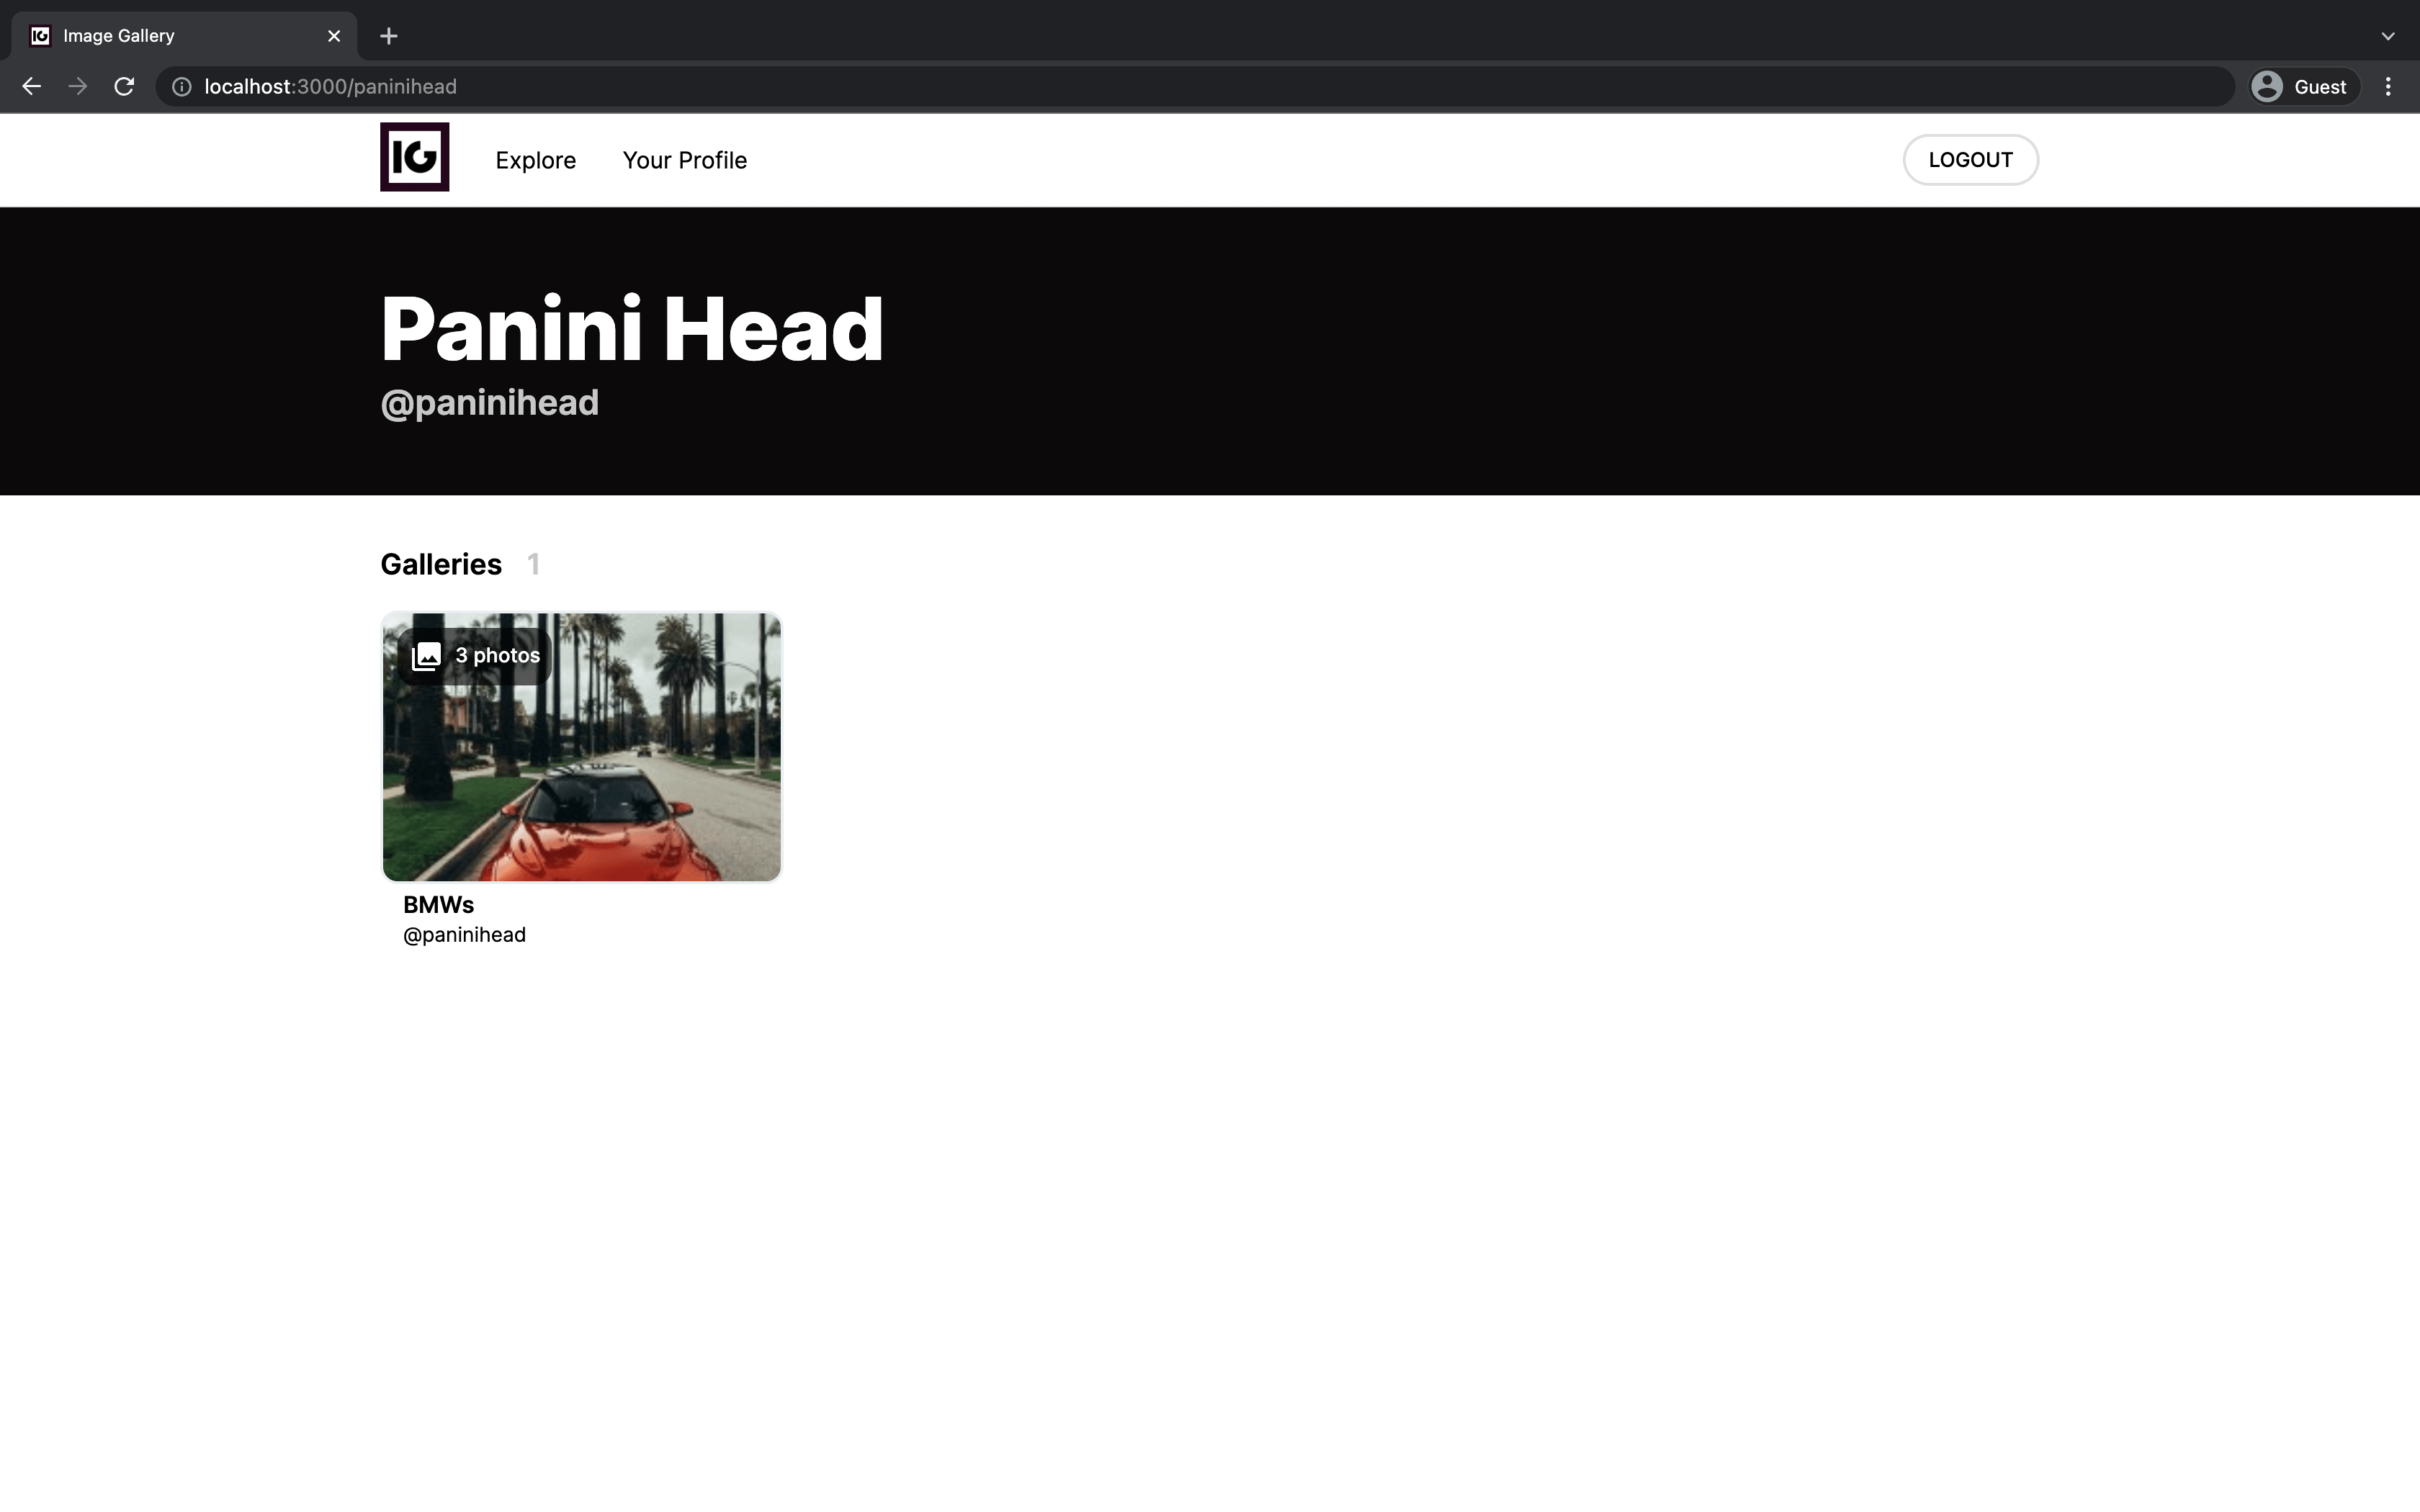 IG Image Gallery
localhost:3000/paninihead
Guest
IG
Explore
Your Profile
LOGOUT
Panini Head
@paninihead
Galleries 1
3 photos
BMWs
@paninihead